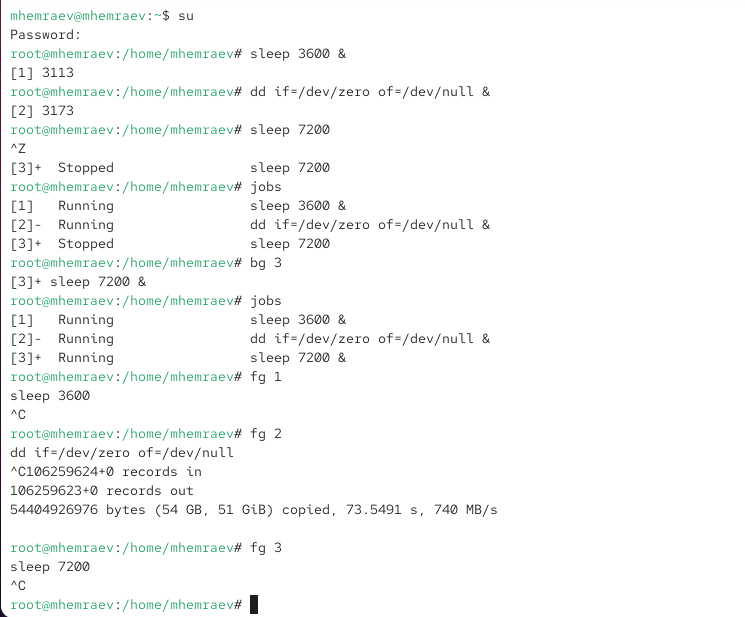 mhemraev@mhemraev:~$ su
Password:
root@mhemraev:/home/mhemraev# sleep 3600 &
[1] 3113
root@mhemraev:/home/mhemraev# dd if=/dev/zero of=/dev/null &
[2] 3173
root@mhemraev:/home/mhemraev# sleep 7200
^Z
[3]+  Stopped                 sleep 7200
root@mhemraev:/home/mhemraev# jobs
[1]   Running                 sleep 3600 &
[2]-  Running                 dd if=/dev/zero of=/dev/null &
[3]+  Stopped                 sleep 7200
root@mhemraev:/home/mhemraev# bg 3
[3]+ sleep 7200 &
root@mhemraev:/home/mhemraev# jobs
[1]   Running                 sleep 3600 &
[2]-  Running                 dd if=/dev/zero of=/dev/null &
[3]+  Running                 sleep 7200 &
root@mhemraev:/home/mhemraev# fg 1
sleep 3600
^C
root@mhemraev:/home/mhemraev# fg 2
dd if=/dev/zero of=/dev/null
^C106259624+0 records in
106259623+0 records out
54404926976 bytes (54 GB, 51 GiB) copied, 73.5491 s, 740 MB/s
root@mhemraev:/home/mhemraev# fg 3
sleep 7200
^C
root@mhemraev:/home/mhemraev#